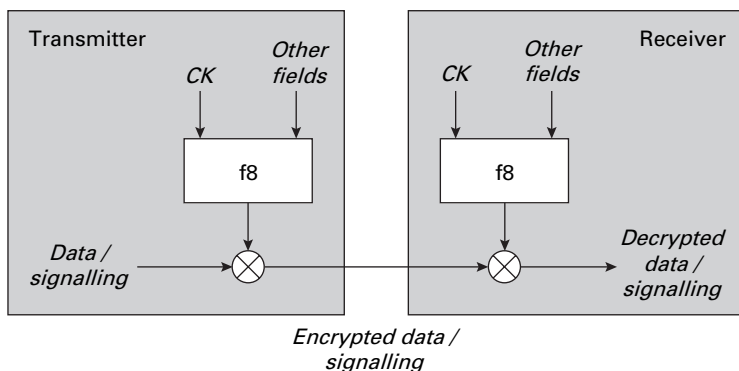 Transmitter
CK
Other
fields
f8
Data /
signalling
Receiver
CK
Other
fields
f8
Decrypted
data /
signalling
Encrypted data /
signalling